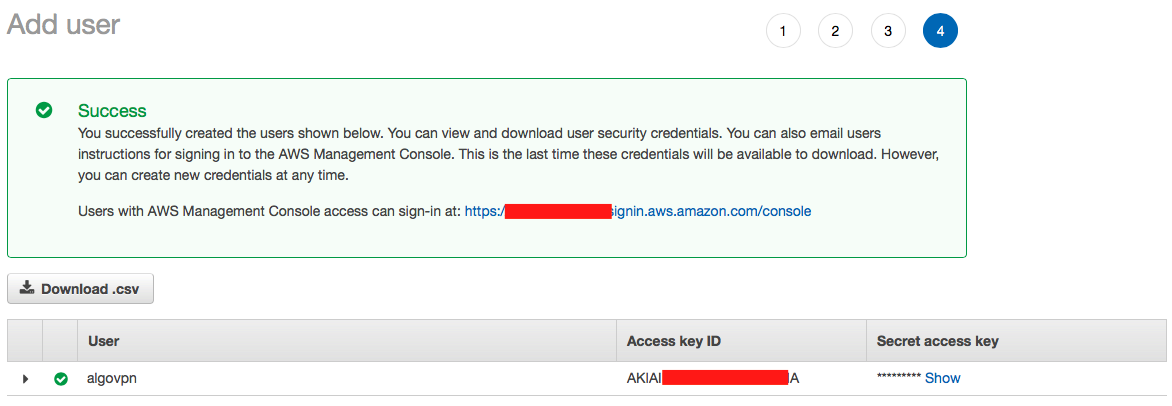 Add user
1 2 3 4
Success
You successfully created the users shown below. You can view and download user security credentials. You can also email users
instructions for signing in to the AWS Management Console. This is the last time these credentials will be available to download. However,
you can create new credentials at any time.
Users with AWS Management Console access can sign-in at: https:/ signin.aws.amazon.com/console
Download .csv
User Access key ID Secret access key
algovpn AKIAI IA ********* Show